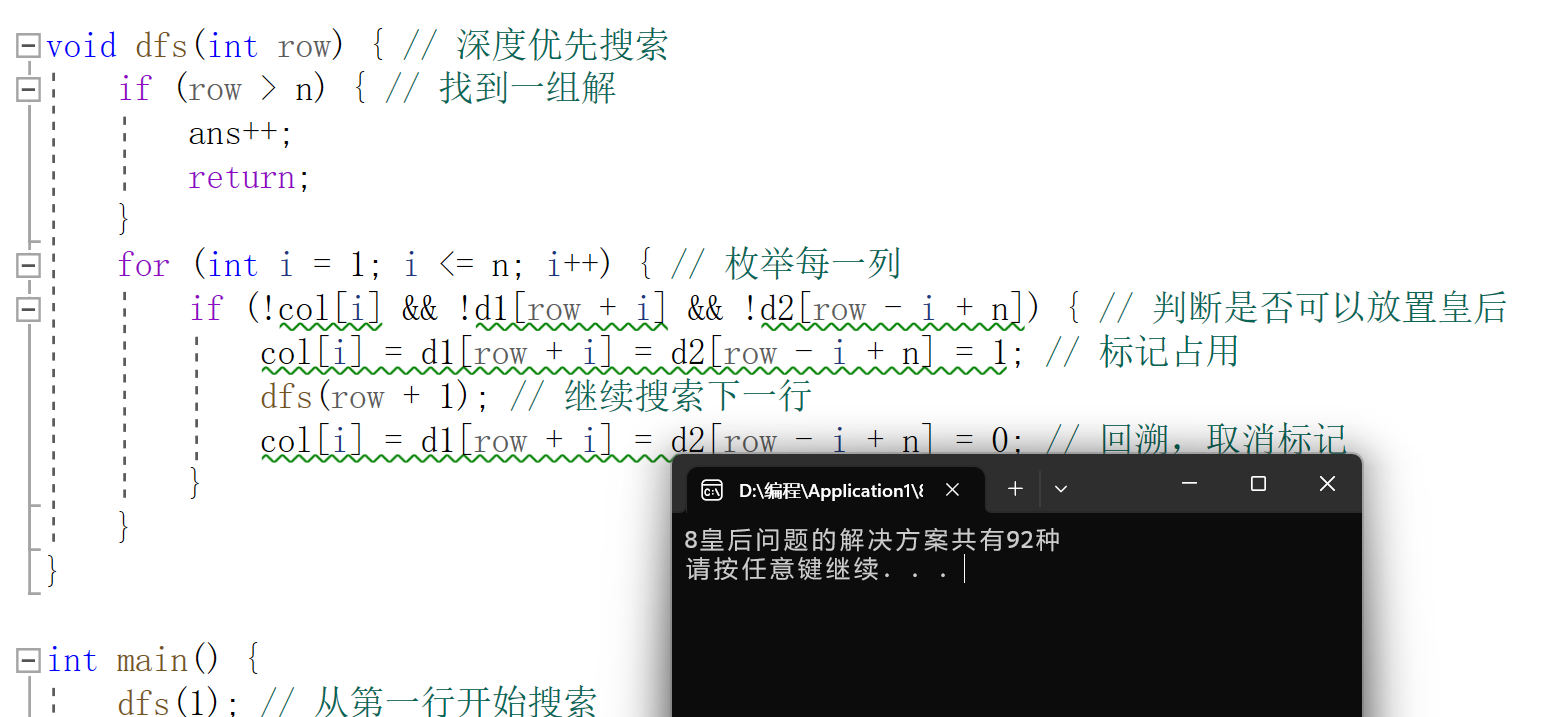 void dfs(int row) { // 深度优先搜索
if (row > n) { // 找到一组解
ans++;
return;
}
for (int i = 1; i <= n; i++) { // 枚举每一列
if (!col[i] && !d1[row + i] && !d2[row - i + n]) { // 判断是否可以放置皇后
col[i] = d1[row + i] = d2[row - i + n] = 1; // 标记占用
dfs(row + 1); // 继续搜索下一行
col[i] = d1[row + i] = d2[row - i + n] = 0; // 回溯，取消标记
}
}
}
int main() {
dfs(1); // 从第一行开始搜索
D:\编程\Application1\8
8皇后问题的解决方案共有92种
请按任意键继续. . .